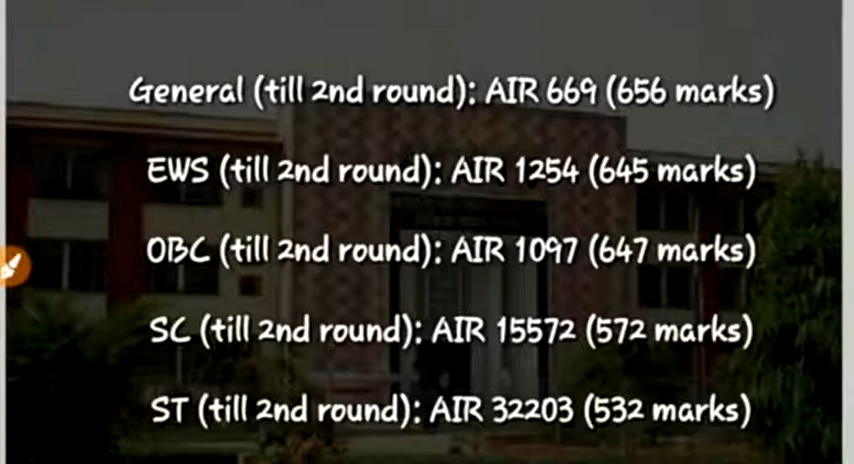 General (till 2nd round): AIR 669 (656 marks)
EWS (till 2nd round): AIR 1254 (645 marks)
OBC (till 2nd round): AIR 1097 (647 marks)
SC (till 2nd round): AIR 15572 (572 marks)
ST (till 2nd round): AIR 32203 (532 marks)